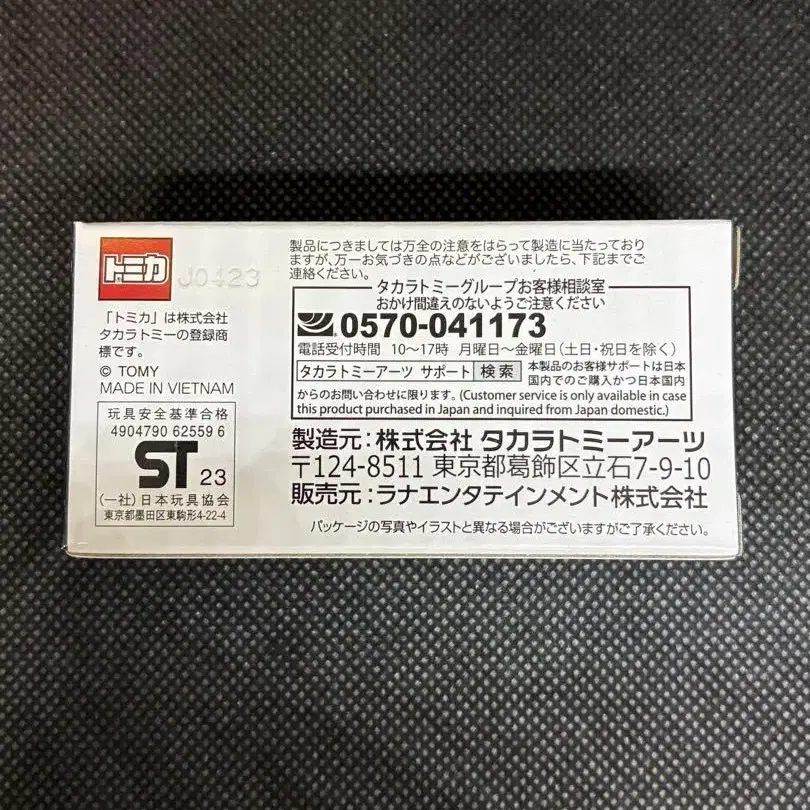 トミカ
J0423
「トミカ」は株式会社
タカラトミーの登録商
標です。
© TOMY
MADE IN VIETNAM
玩具安全基準合格
4904790 62559 6
ST 23
(一社)日本玩具協会
東京都墨田区東駒形4-22-4
製品につきましては万全の注意をはらって製造に当たっており
ますが、万一お気づきの点などがございましたら、下記までご
連絡ください。
タカラトミーグループお客様相談室
おかけ間違えのないようご注意ください
0570-041173
電話受付時間 10〜17時 月曜日〜金曜日(土日・祝日を除く)
タカラトミーアーツ サポート 検索 本製品のお客様サポートは日本
国内でのご購入かつ日本国内
からのお問い合わせに限ります。(Customer service is only available in case
this product purchased in Japan and inquired from Japan domestic.)
製造元:株式会社 タカラトミーアーツ
〒124-8511 東京都葛飾区立石7-9-10
販売元:ラナエンタテインメント株式会社
パッケージの写真やイラストと異なる場合がございますがご了承ください。